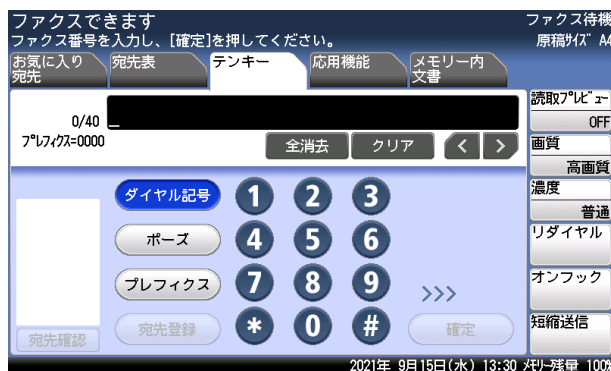 ファクスできます
ファクス待機
ファクス番号を入力し、[確定]を押してください。
原稿ｻｲｽﾞ A4
お気に入り
宛先
宛先表
テンキー
応用機能
メモリー内
文書
0/40
_
ﾌﾟﾚﾌｨｸｽ=0000
全消去
クリア
<
>
読取ﾌﾟﾚﾋﾞｭｰ
OFF
画質
高画質
濃度
普通
リダイヤル
オンフック
短縮送信
ダイヤル記号
1
2
3
ポーズ
4
5
6
プレフィクス
7
8
9
>>>
宛先確認
宛先登録
*
0
#
確定
2021年 9月15日(水) 13:30 ﾒﾓﾘｰ残量 100%